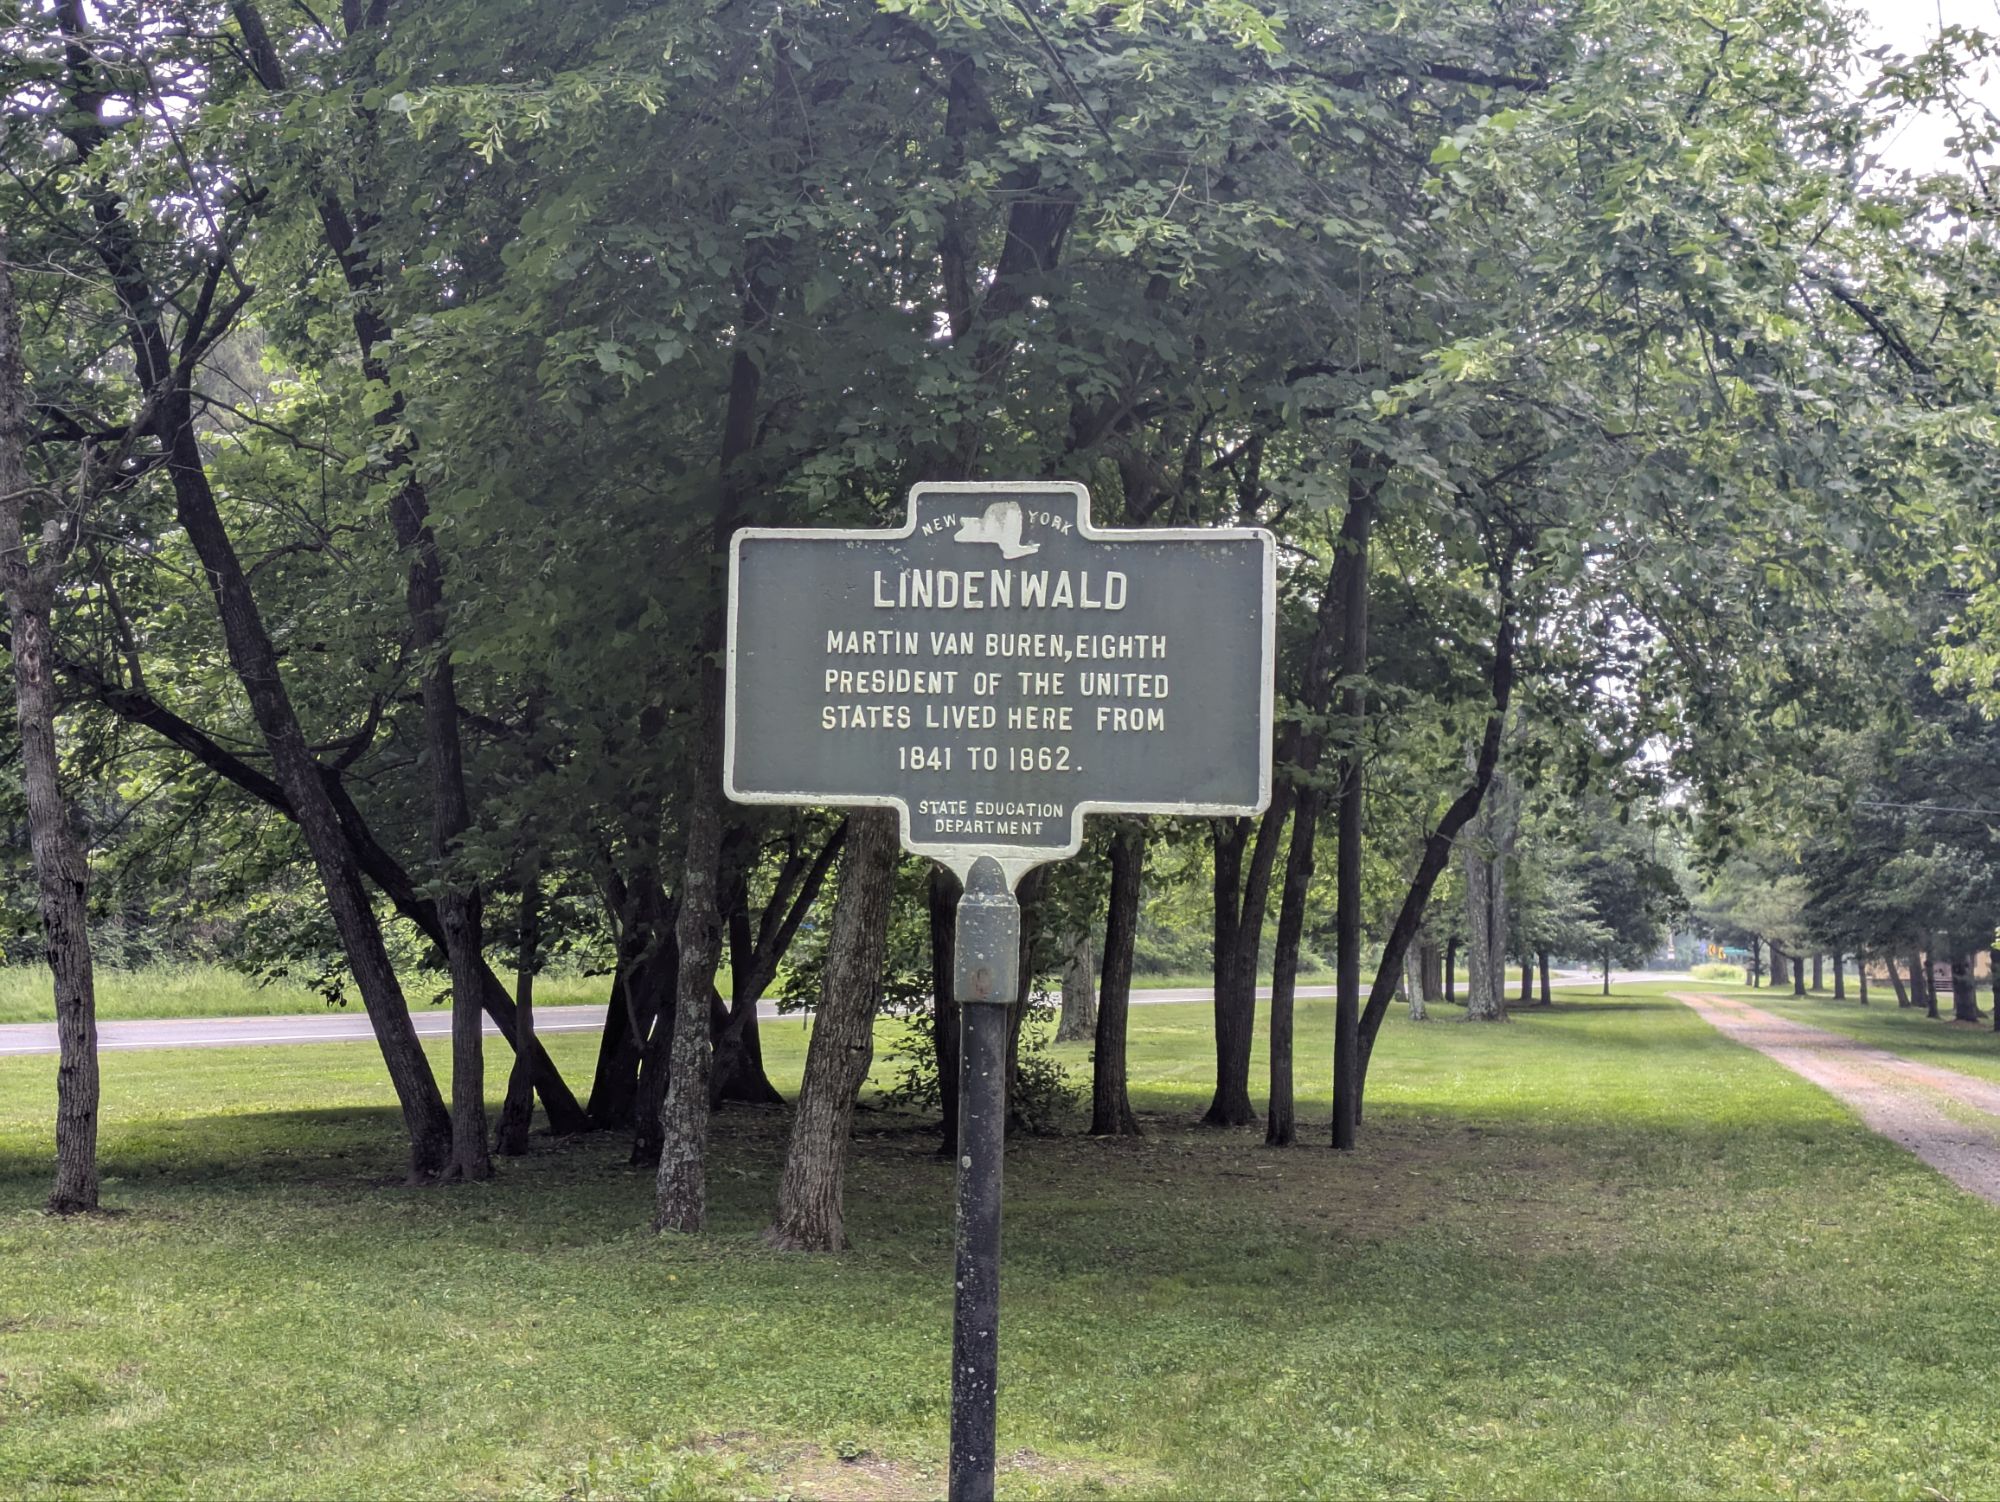 NEW YORK
LINDENWALD
MARTIN VAN BUREN, EIGHTH
PRESIDENT OF THE UNITED
STATES LIVED HERE FROM
1841 TO 1862.
STATE EDUCATION
DEPARTMENT